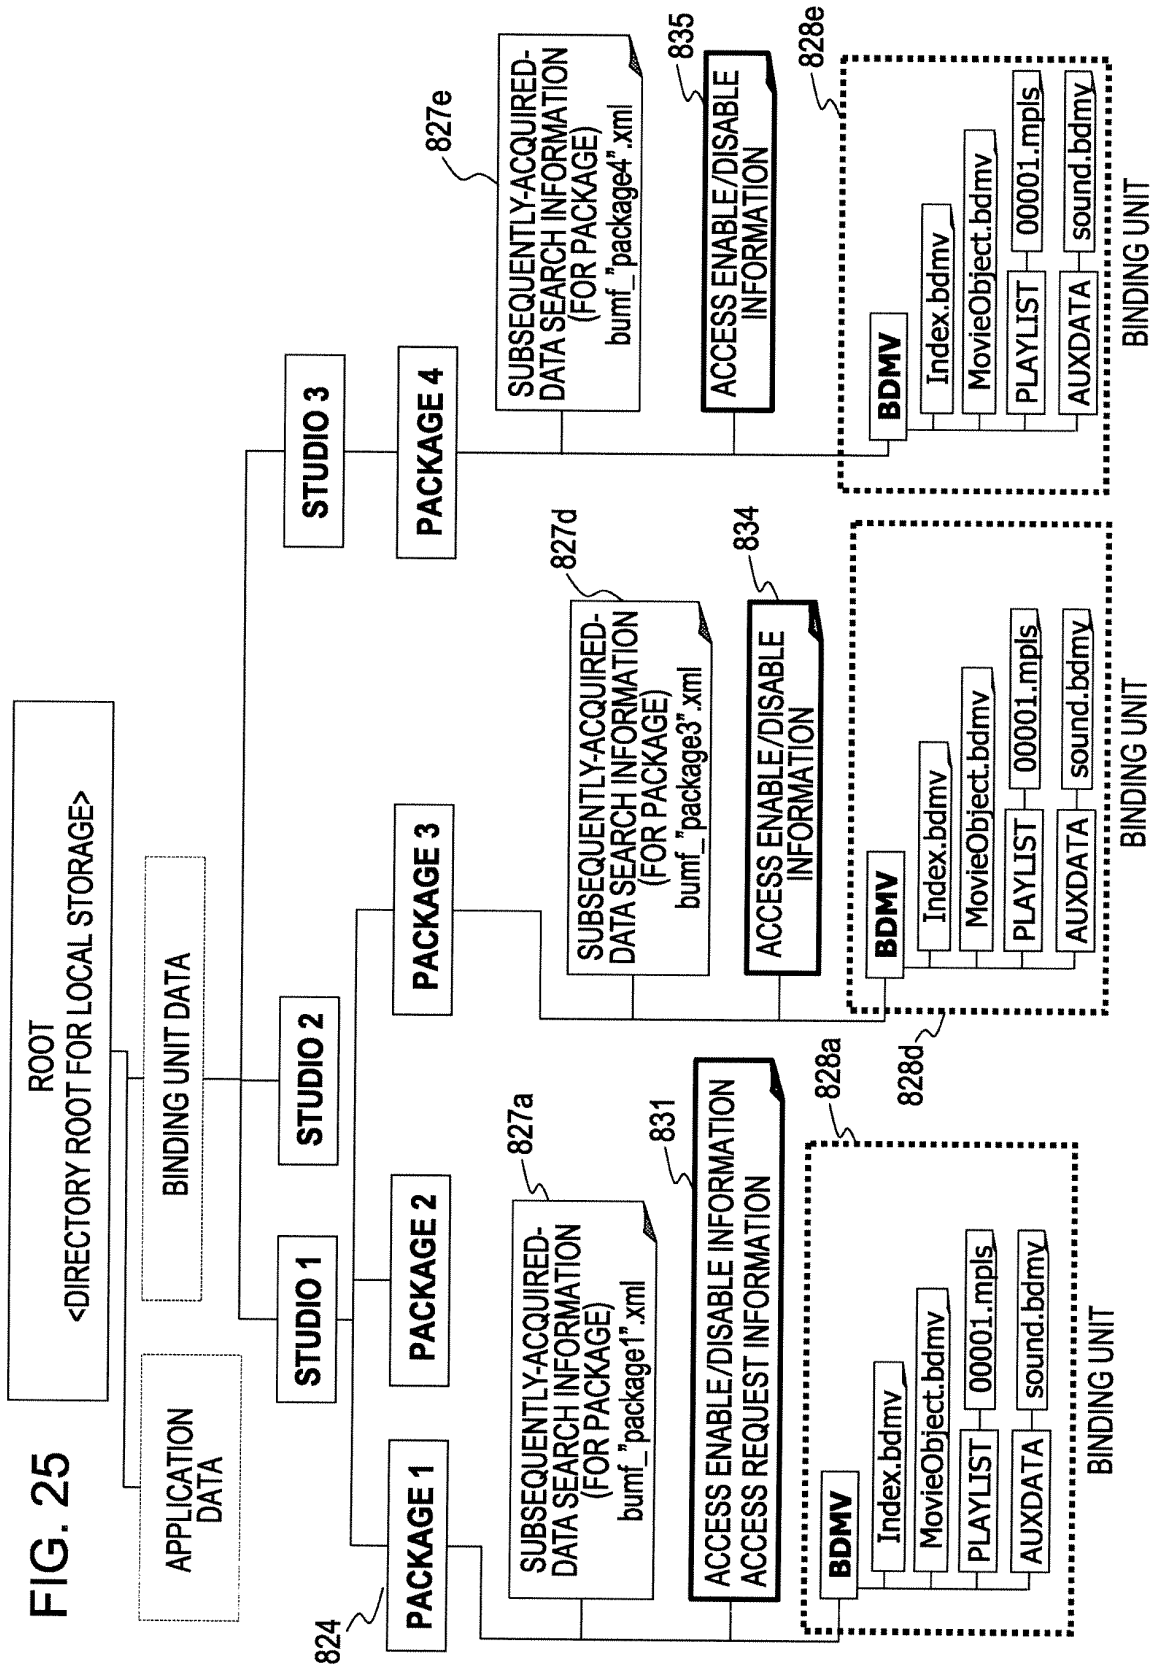 FIG. 25
ROOT
<DIRECTORY ROOT FOR LOCAL STORAGE>
APPLICATION
DATA
BINDING UNIT DATA
STUDIO 1
STUDIO 2
STUDIO 3
824
PACKAGE 1
PACKAGE 2
PACKAGE 3
PACKAGE 4
827a
SUBSEQUENTLY-ACQUIRED-
DATA SEARCH INFORMATION
(FOR PACKAGE)
bumf_"package1".xml
831
ACCESS ENABLE/DISABLE INFORMATION
ACCESS REQUEST INFORMATION
828a
BDMV
Index.bdmv
MovieObject.bdmv
PLAYLIST
00001.mpls
AUXDATA
sound.bdmv
BINDING UNIT
827d
SUBSEQUENTLY-ACQUIRED-
DATA SEARCH INFORMATION
(FOR PACKAGE)
bumf_"package3".xml
834
ACCESS ENABLE/DISABLE
INFORMATION
828d
BDMV
Index.bdmv
MovieObject.bdmv
PLAYLIST
00001.mpls
AUXDATA
sound.bdmv
BINDING UNIT
827e
SUBSEQUENTLY-ACQUIRED-
DATA SEARCH INFORMATION
(FOR PACKAGE)
bumf_"package4".xml
835
ACCESS ENABLE/DISABLE
INFORMATION
828e
BDMV
Index.bdmv
MovieObject.bdmv
PLAYLIST
00001.mpls
AUXDATA
sound.bdmv
BINDING UNIT